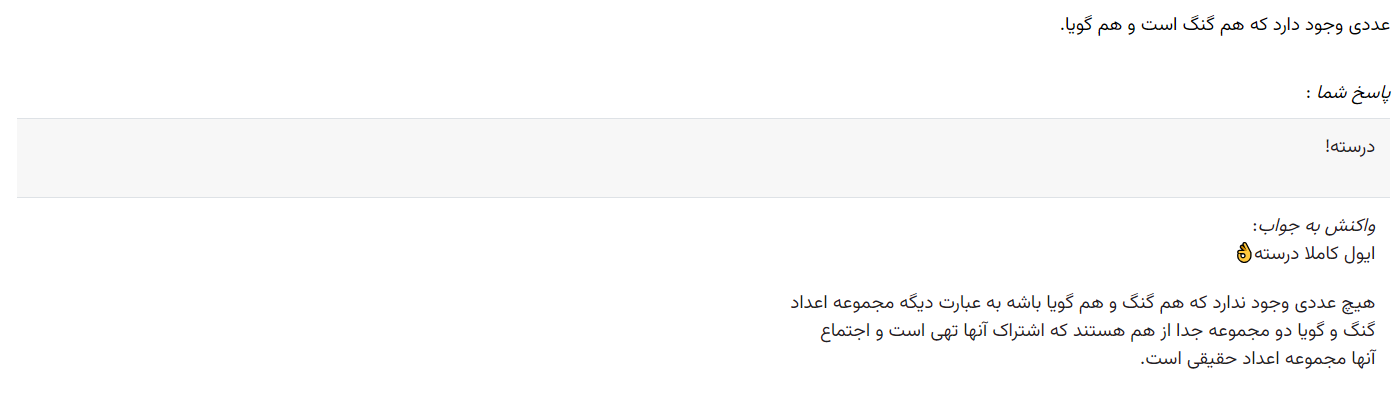 عددی وجود دارد که هم گنگ است و هم گویا.
پاسخ شما :
درسته!
واکنش به جواب:
ایول کاملا درسته👌
هیچ عددی وجود ندارد که هم گنگ و هم گویا باشه به عبارت دیگه مجموعه اعداد
گنگ و گویا دو مجموعه جدا از هم هستند که اشتراک آنها تهی است و اجتماع
آنها مجموعه اعداد حقیقی است.